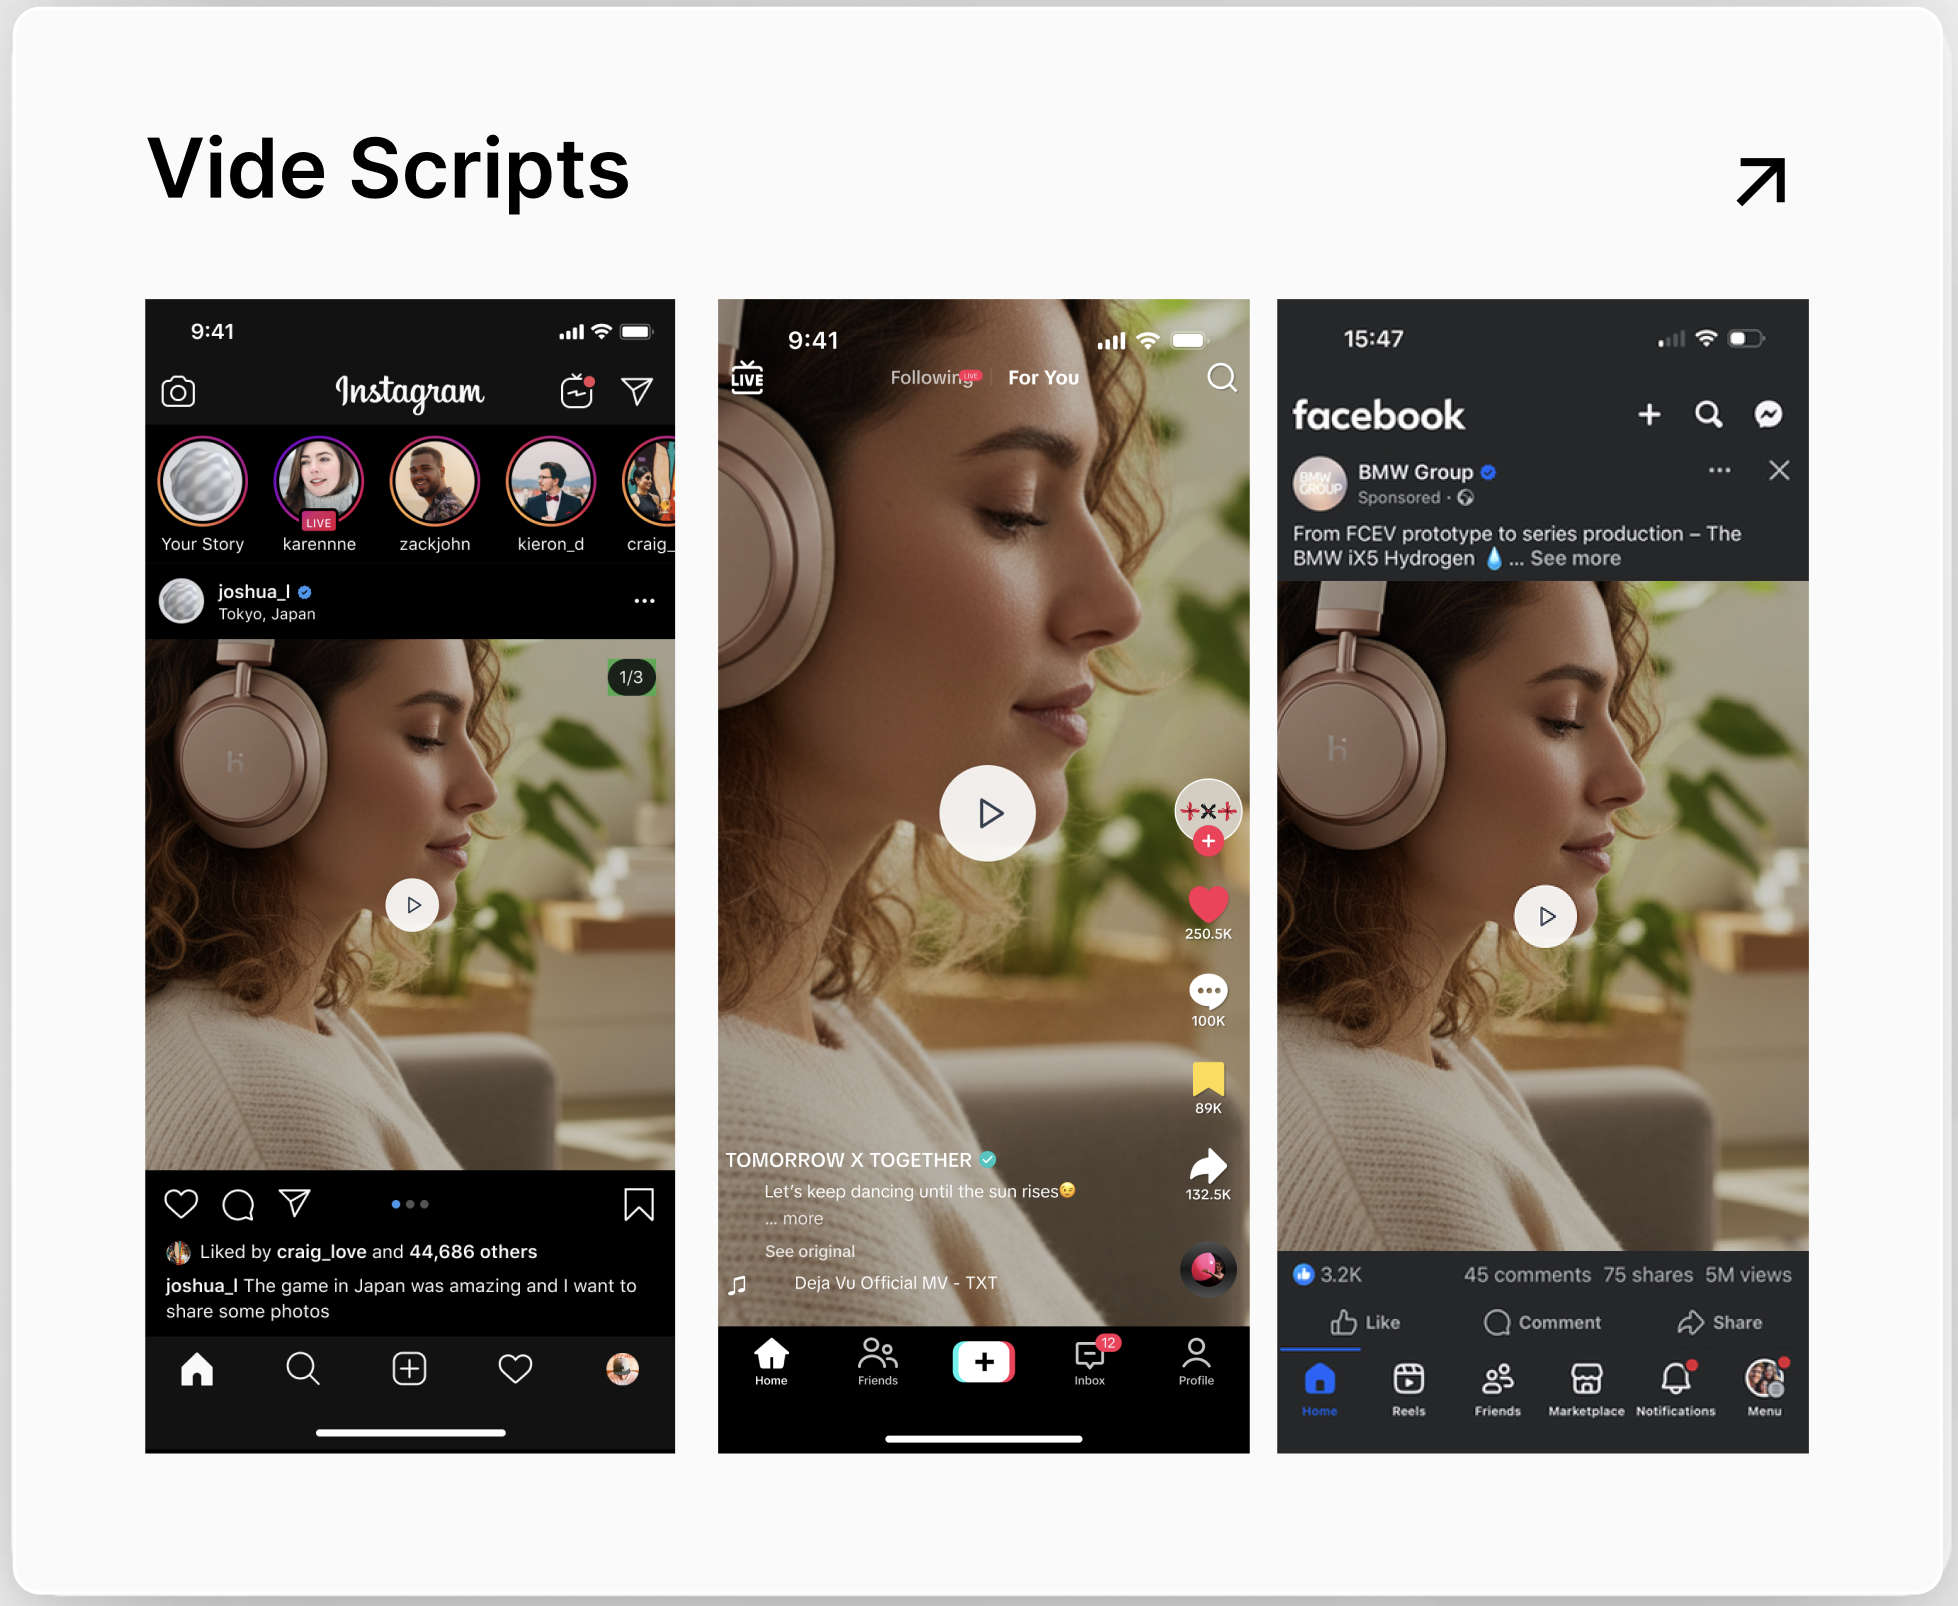 Vide Scripts
9:41
Instagram
LIVE
Your Story
karennne
zackjohn
kieron_d
craig_
joshua_l
Tokyo, Japan
1/3
hi
Liked by craig_love and 44,686 others
joshua_l The game in Japan was amazing and I want to
share some photos
9:41
LIVE
Following
LIVE
For You
250.5K
100K
89K
132.5K
TOMORROW X TOGETHER
Let's keep dancing until the sun rises😉
... more
See original
Deja Vu Official MV - TXT
Home
Friends
12
Inbox
Profile
15:47
facebook
BMW
GROUP
BMW Group
Sponsored ·
From FCEV prototype to series production – The
BMW iX5 Hydrogen 💧 ... See more
hi
3.2K
45 comments 75 shares 5M views
Like
Comment
Share
Home
Reels
Friends
Marketplace
Notifications
Menu